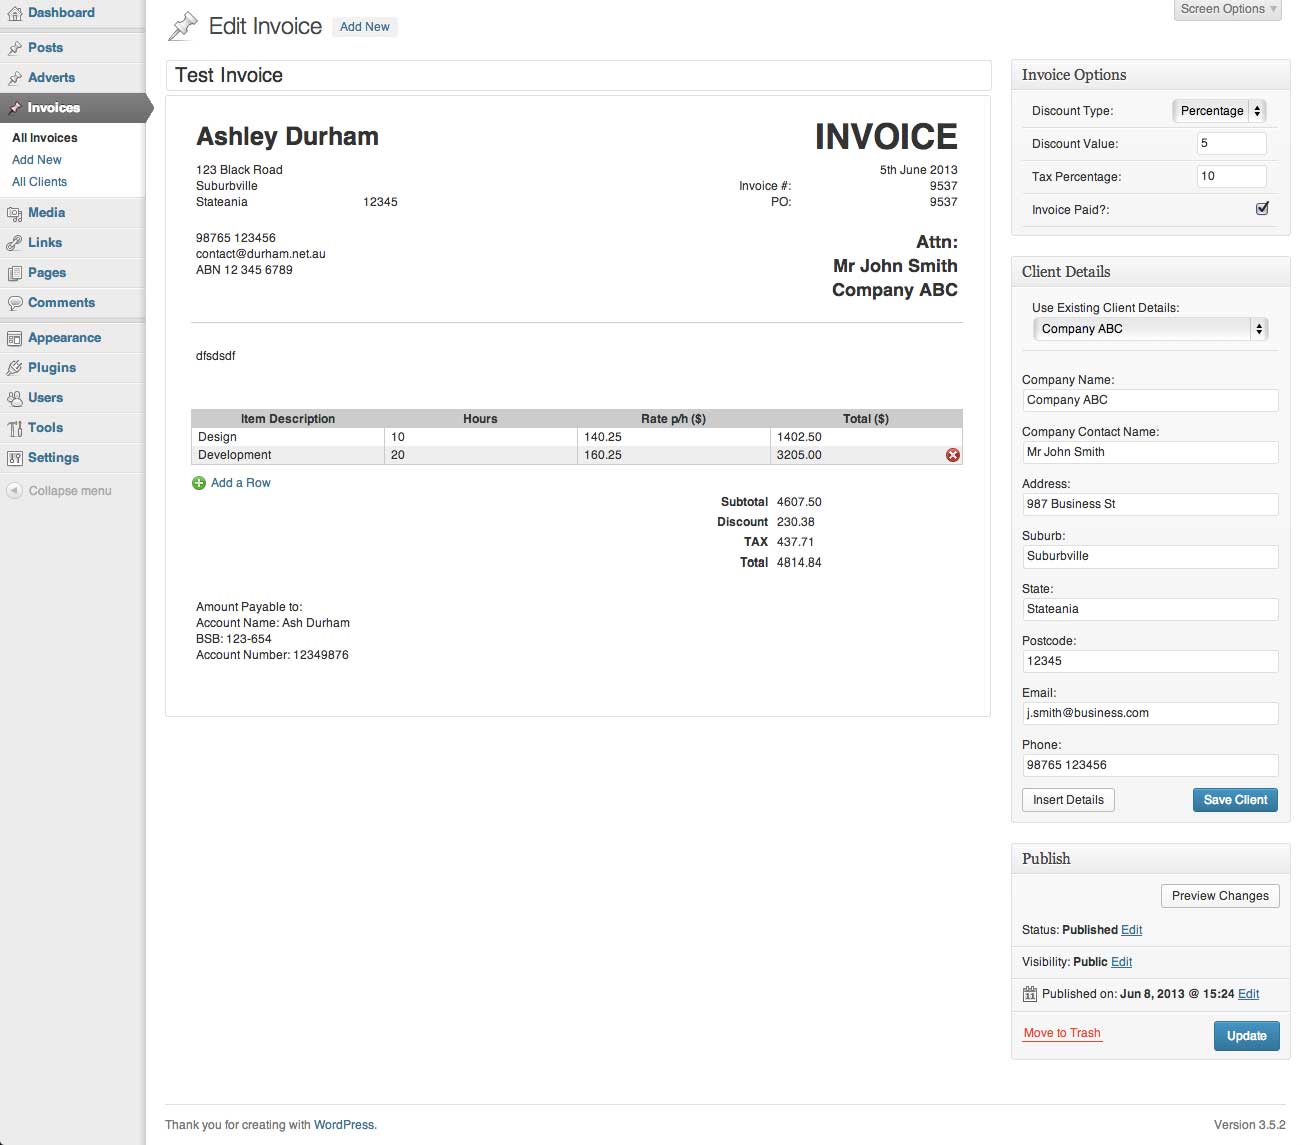 Dashboard
Posts
Adverts
Invoices
All Invoices
Add New
All Clients
Media
Links
Pages
Comments
Appearance
Plugins
Users
Tools
Settings
Collapse menu
Screen Options
Edit Invoice Add New
Test Invoice
Ashley Durham
123 Black Road
Suburbville
Stateania 12345
98765 123456
contact@durham.net.au
ABN 12 345 6789
INVOICE
5th June 2013
Invoice #: 9537
PO: 9537
Attn:
Mr John Smith
Company ABC
dfsdsdf
Item Description Hours Rate p/h ($) Total ($)
Design 10 140.25 1402.50
Development 20 160.25 3205.00
Add a Row
Subtotal 4607.50
Discount 230.38
TAX 437.71
Total 4814.84
Amount Payable to:
Account Name: Ash Durham
BSB: 123-654
Account Number: 12349876
Invoice Options
Discount Type: Percentage
Discount Value: 5
Tax Percentage: 10
Invoice Paid?:
Client Details
Use Existing Client Details:
Company ABC
Company Name:
Company ABC
Company Contact Name:
Mr John Smith
Address:
987 Business St
Suburb:
Suburbville
State:
Stateania
Postcode:
12345
Email:
j.smith@business.com
Phone:
98765 123456
Insert Details Save Client
Publish
Preview Changes
Status: Published Edit
Visibility: Public Edit
11 Published on: Jun 8, 2013 @ 15:24 Edit
Move to Trash Update
Thank you for creating with WordPress. Version 3.5.2